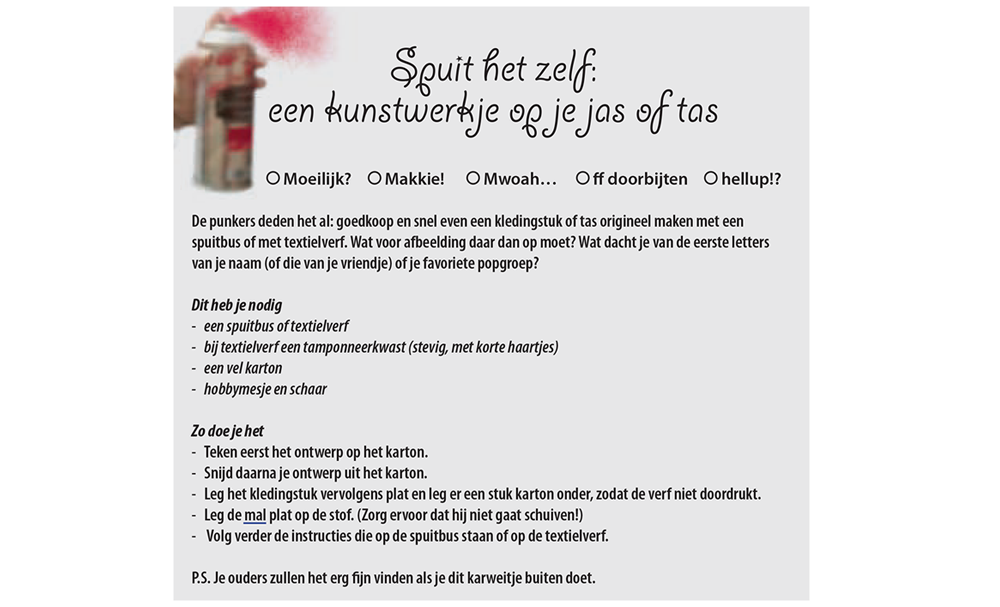 Spuit het zelf:
een kunstwerkje op je jas of tas
O Moeilijk? O Makkie! O Mwoah... O ff doorbijten O hellup!?
De punkers deden het al: goedkoop en snel even een kledingstuk of tas origineel maken met een
spuitbus of met textielverf. Wat voor afbeelding daar dan op moet? Wat dacht je van de eerste letters
van je naam (of die van je vriendje) of je favoriete popgroep?
Dit heb je nodig
- een spuitbus of textielverf
- bij textielverf een tamponneerkwast (stevig, met korte haartjes)
- een vel karton
- hobbymesje en schaar
Zo doe je het
- Teken eerst het ontwerp op het karton.
- Snijd daarna je ontwerp uit het karton.
- Leg het kledingstuk vervolgens plat en leg er een stuk karton onder, zodat de verf niet doordrukt.
- Leg de mal plat op de stof. (Zorg ervoor dat hij niet gaat schuiven!)
- Volg verder de instructies die op de spuitbus staan of op de textielverf.
P.S. Je ouders zullen het erg fijn vinden als je dit karweitje buiten doet.